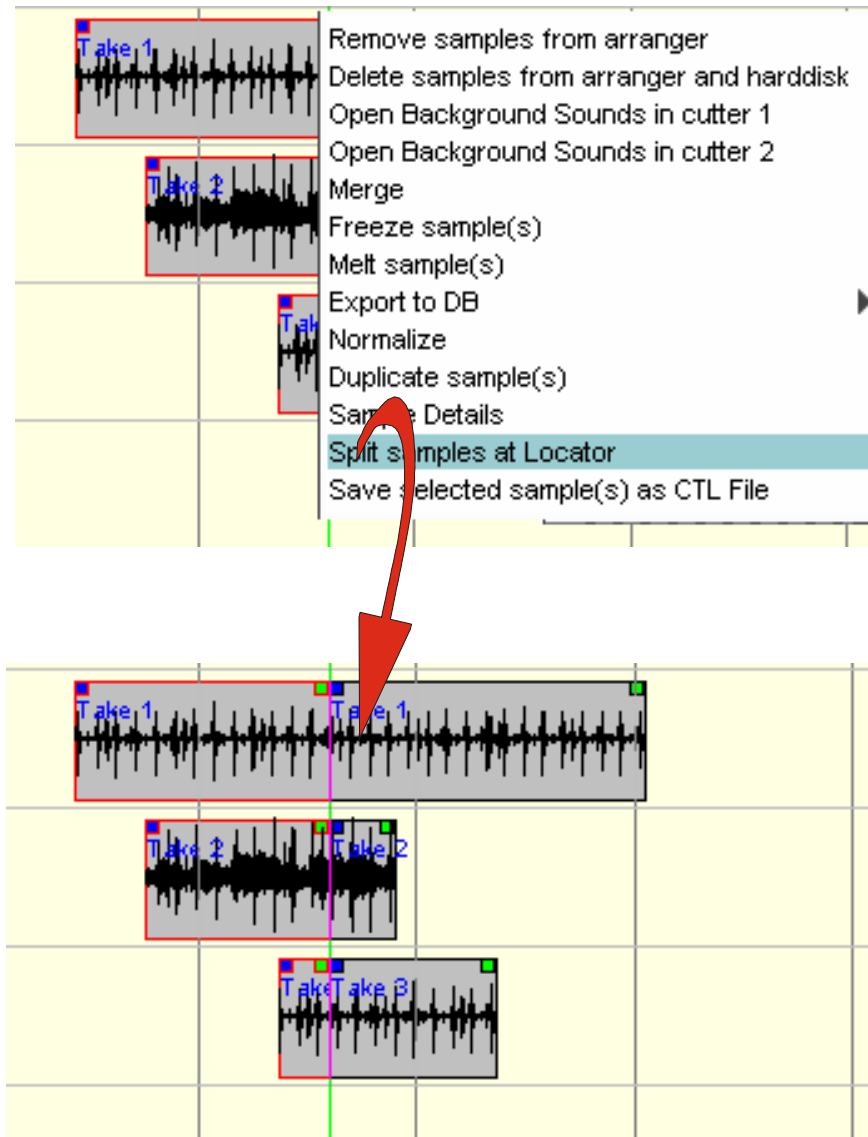 Take 1
Take 2
Tak
Remove samples from arranger
Delete samples from arranger and harddisk
Open Background Sounds in cutter 1
Open Background Sounds in cutter 2
Merge
Freeze sample(s)
Melt sample(s)
Export to DB
Normalize
Duplicate sample(s)
Sample Details
Split samples at Locator
Save selected sample(s) as CTL File
Take 1 Take 1
Take 2 Take 2
Take Take 3